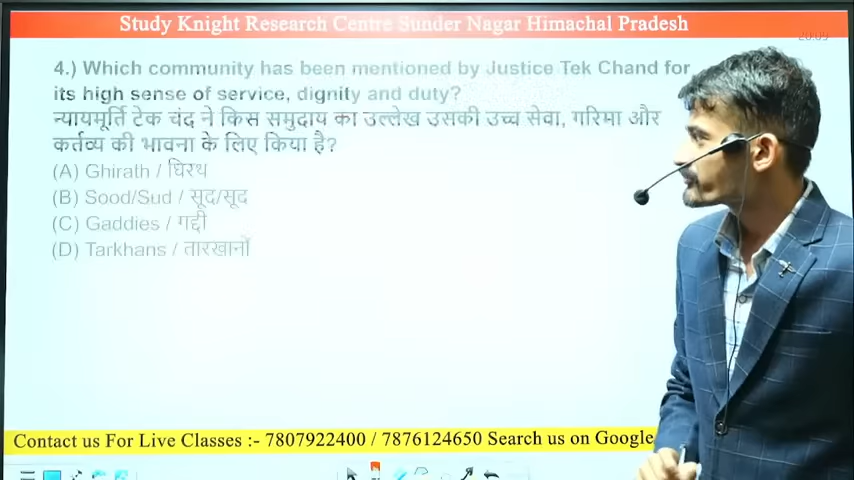 Study Knight Research Centre Sunder Nagar Himachal Pradesh
20:09
4.) Which community has been mentioned by Justice Tek Chand for
its high sense of service, dignity and duty?
न्यायमूर्ति टेक चंद ने किस समुदाय का उल्लेख उसकी उच्च सेवा, गरिमा और
कर्तव्य की भावना के लिए किया है?
(A) Ghirath / घिरथ
(B) Sood/Sud / सूद/सूद
(C) Gaddies / गद्दी
(D) Tarkhans / तारखानों
Contact us For Live Classes :- 7807922400 / 7876124650 Search us on Google